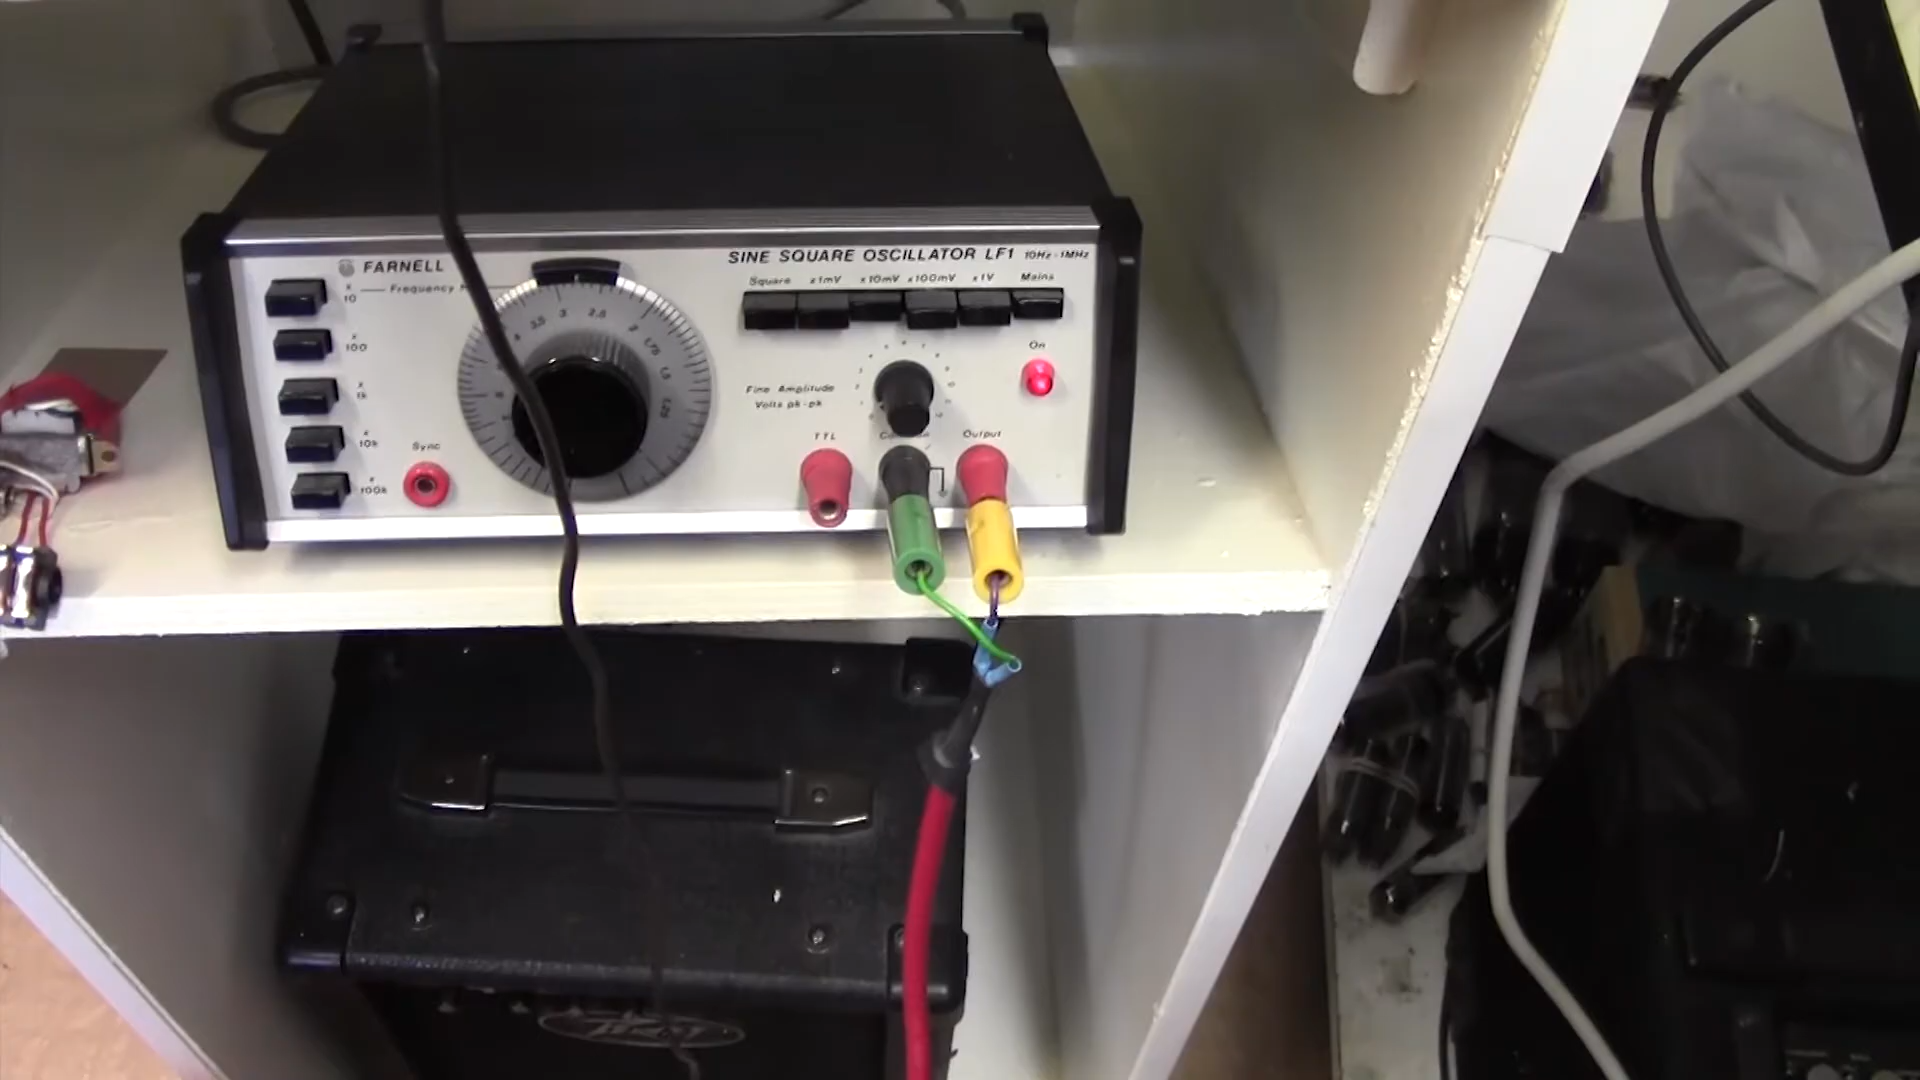 FARNELL
SINE SQUARE OSCILLATOR LF1 10Hz - 1MHz
Square x1mV x10mV x100mV x1V Mains
x 10
Frequency
x 100
x 1k
x 10k
x 100k
Sync
4 3,5 3 2,5 2 1,75 1,5 1,25
On
Fine Amplitude
Volts pk-pk
TTL
Output
PEAVEY